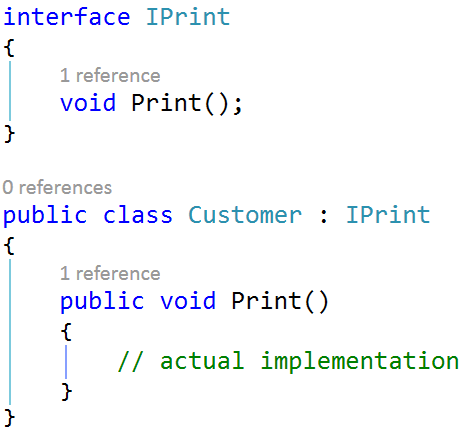 interface IPrint
{
1 reference
void Print();
}
0 references
public class Customer : IPrint
{
1 reference
public void Print()
{
// actual implementation
}
}